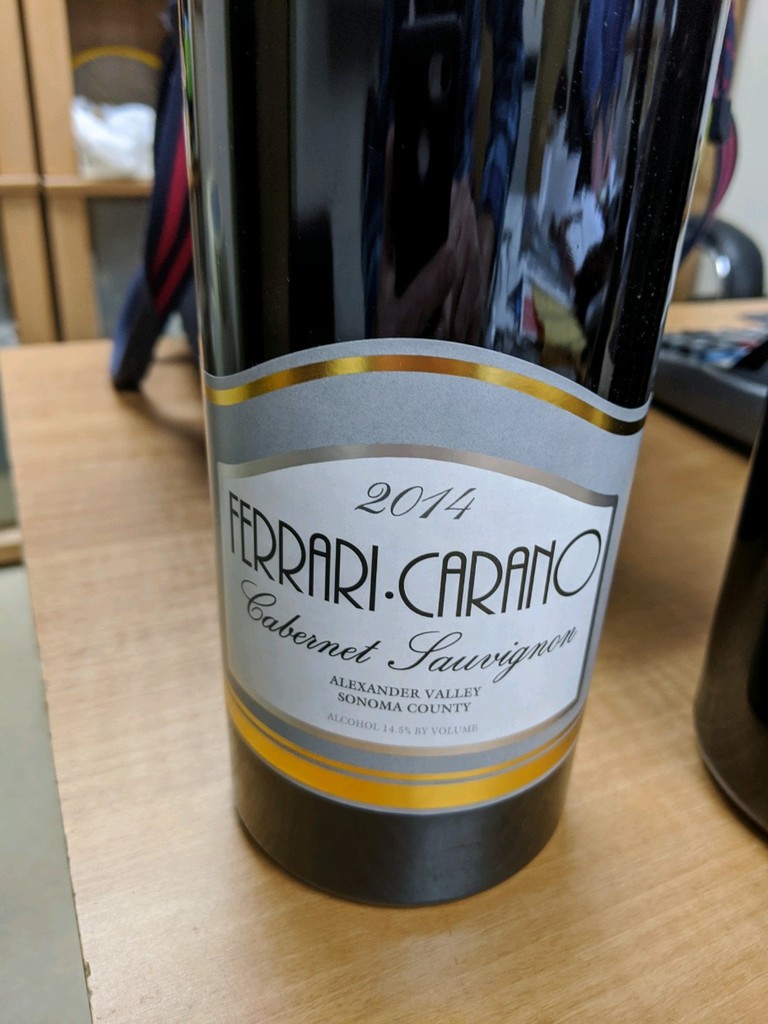 2014
FERRARI·CARANO
Cabernet Sauvignon
ALEXANDER VALLEY
SONOMA COUNTY
ALCOHOL 14.5% BY VOLUME